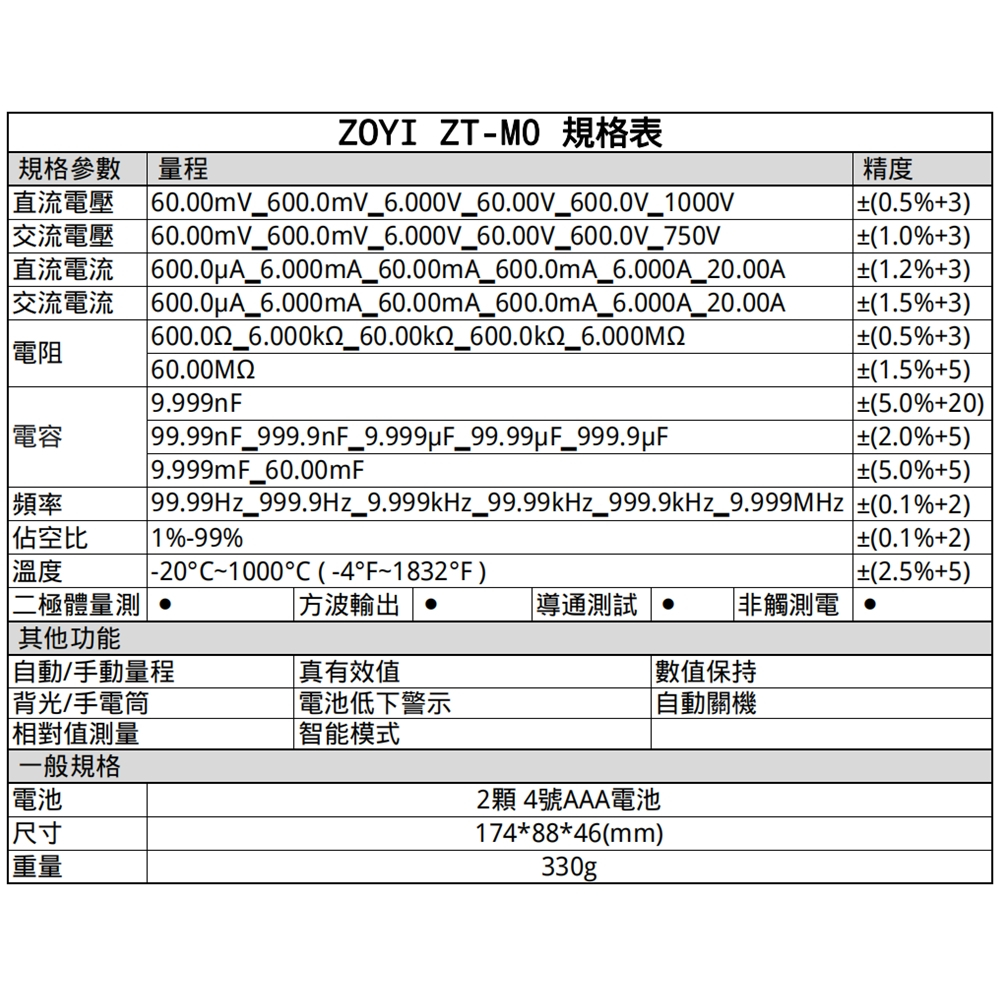 ZOYI ZT-M0 規格表
規格參數 量程 精度
直流電壓 60.00mV_600.0mV_6.000V_60.00V_600.0V_1000V ±(0.5%+3)
交流電壓 60.00mV_600.0mV_6.000V_60.00V_600.0V_750V ±(1.0%+3)
直流電流 600.0μA_6.000mA_60.00mA_600.0mA_6.000A_20.00A ±(1.2%+3)
交流電流 600.0μA_6.000mA_60.00mA_600.0mA_6.000A_20.00A ±(1.5%+3)
電阻 600.0Ω_6.000kΩ_60.00kΩ_600.0kΩ_6.000MΩ ±(0.5%+3)
60.00MΩ ±(1.5%+5)
電容 9.999nF ±(5.0%+20)
99.99nF_999.9nF_9.999μF_99.99μF_999.9μF ±(2.0%+5)
9.999mF_60.00mF ±(5.0%+5)
頻率 99.99Hz_999.9Hz_9.999kHz_99.99kHz_999.9kHz_9.999MHz ±(0.1%+2)
佔空比 1%-99% ±(0.1%+2)
溫度 -20°C~1000°C ( -4°F~1832°F ) ±(2.5%+5)
二極體量測 ● 方波輸出 ● 導通測試 ● 非觸測電 ●
其他功能
自動/手動量程 真有效值 數值保持
背光/手電筒 電池低下警示 自動關機
相對值測量 智能模式
一般規格
電池 2顆 4號AAA電池
尺寸 174*88*46(mm)
重量 330g